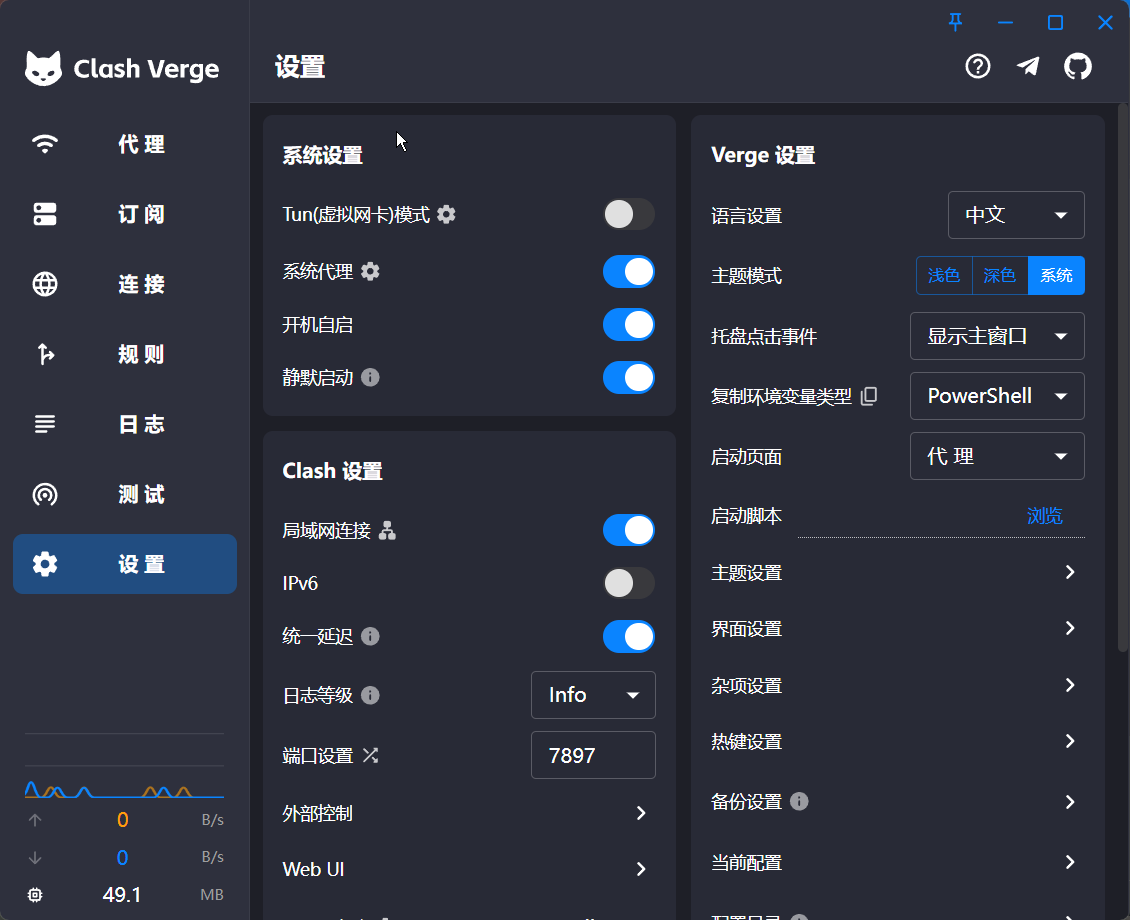 Clash Verge
代 理
订 阅
连 接
规 则
日 志
测 试
设 置
0 B/s
0 B/s
49.1 MB
设置
系统设置
Tun(虚拟网卡)模式
系统代理
开机自启
静默启动
Clash 设置
局域网连接
IPv6
统一延迟
日志等级 Info
端口设置 7897
外部控制
Web UI
Verge 设置
语言设置 中文
主题模式 浅色 深色 系统
托盘点击事件 显示主窗口
复制环境变量类型 PowerShell
启动页面 代 理
启动脚本 浏览
主题设置
界面设置
杂项设置
热键设置
备份设置
当前配置